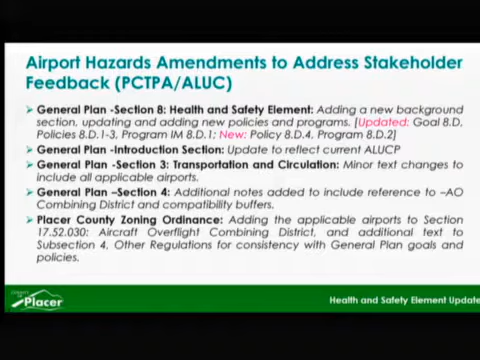 Airport Hazards Amendments to Address Stakeholder
Feedback (PCTPA/ALUC)
General Plan -Section 8: Health and Safety Element: Adding a new background
section, updating and adding new policies and programs. [Updated: Goal 8.D,
Policies 8.D.1-3, Program IM 8.D.1; New: Policy 8.D.4, Program 8.D.2]
General Plan -Introduction Section: Update to reflect current ALUCP
General Plan -Section 3: Transportation and Circulation: Minor text changes to
include all applicable airports.
General Plan –Section 4: Additional notes added to include reference to –AO
Combining District and compatibility buffers.
Placer County Zoning Ordinance: Adding the applicable airports to Section
17.52.030: Aircraft Overflight Combining District, and additional text to
Subsection 4, Other Regulations for consistency with General Plan goals and
policies.
Placer
Health and Safety Element Update